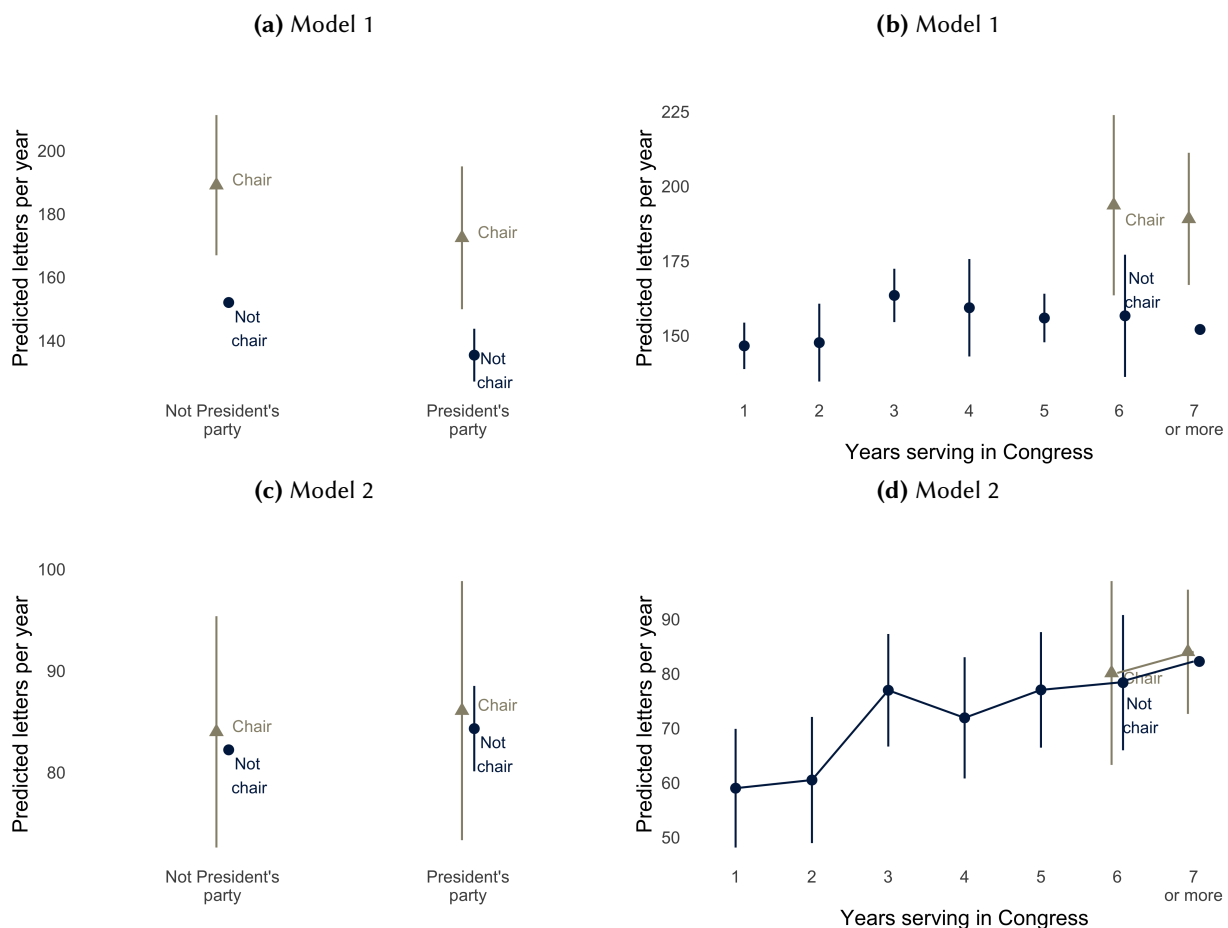 (a) Model 1
Predicted letters per year
200
180
160
140
Chair
Not
chair
Chair
Not
chair
Not President's
party
President's
party
(b) Model 1
Predicted letters per year
225
200
175
150
Chair
Not
chair
1 2 3 4 5 6 7
or more
Years serving in Congress
(c) Model 2
Predicted letters per year
100
90
80
Chair
Not
chair
Chair
Not
chair
Not President's
party
President's
party
(d) Model 2
Predicted letters per year
90
80
70
60
50
Chair
Not
chair
1 2 3 4 5 6 7
or more
Years serving in Congress